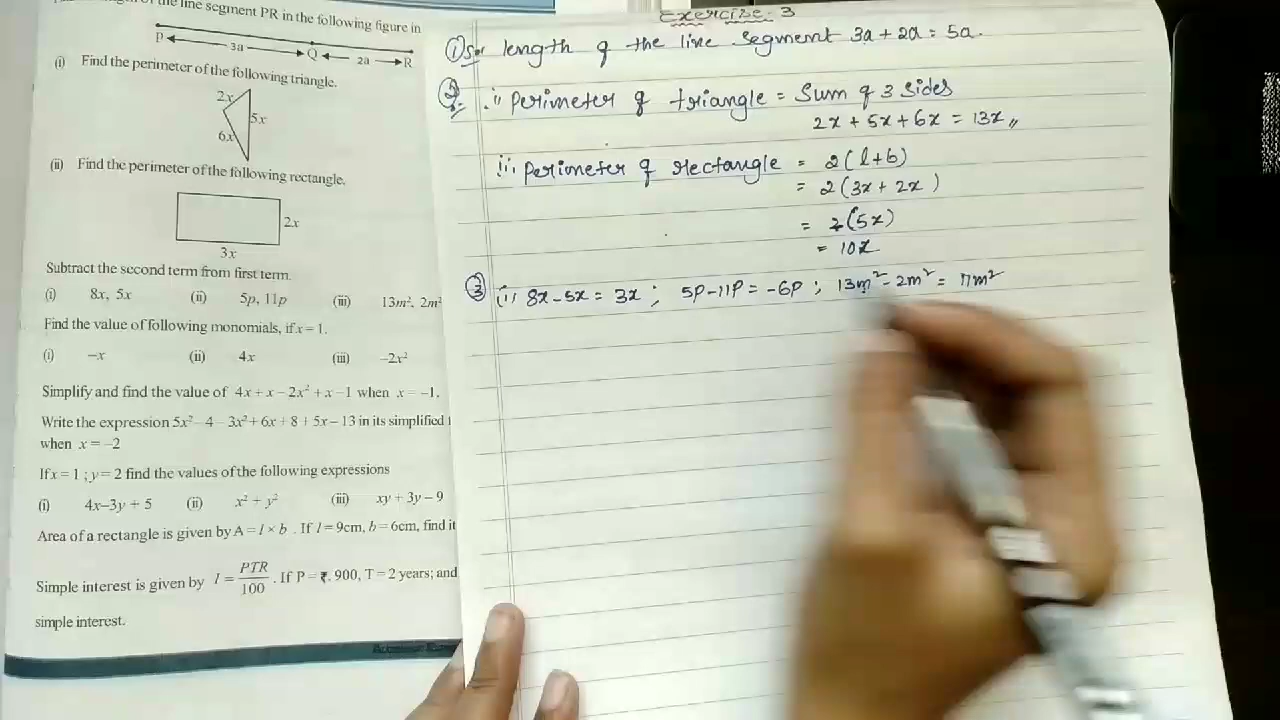 of the line segment PR in the following figure in
P 3a Q 2a R
(i) Find the perimeter of the following triangle.
2x
5x
6x
(ii) Find the perimeter of the following rectangle.
2x
3x
Subtract the second term from first term.
(i) 8x, 5x (ii) 5p, 11p (iii) 13m², 2m²
Find the value of following monomials, if x = 1.
(i) –x (ii) 4x (iii) –2x²
Simplify and find the value of 4x + x – 2x² + x – 1 when x = –1.
Write the expression 5x² – 4 – 3x² + 6x + 8 + 5x – 13 in its simplified
when x = –2
If x = 1 ; y = 2 find the values of the following expressions
(i) 4x–3y + 5 (ii) x² + y² (iii) xy + 3y – 9
Area of a rectangle is given by A = l × b . If l = 9cm, b = 6cm, find it
Simple interest is given by I = PTR/100 . If P = ₹. 900, T = 2 years; and
simple interest.
Exercise-3
① Sol length of the line segment 3a + 2a = 5a.
② i; perimeter of triangle = Sum of 3 sides
2x + 5x + 6x = 13x,,
ii; perimeter of rectangle = 2(l+b)
= 2(3x + 2x)
= 2(5x)
= 10x
③ (i) 8x-5x = 3x ; 5p-11p = -6p ; 13m² - 2m² = 11m²